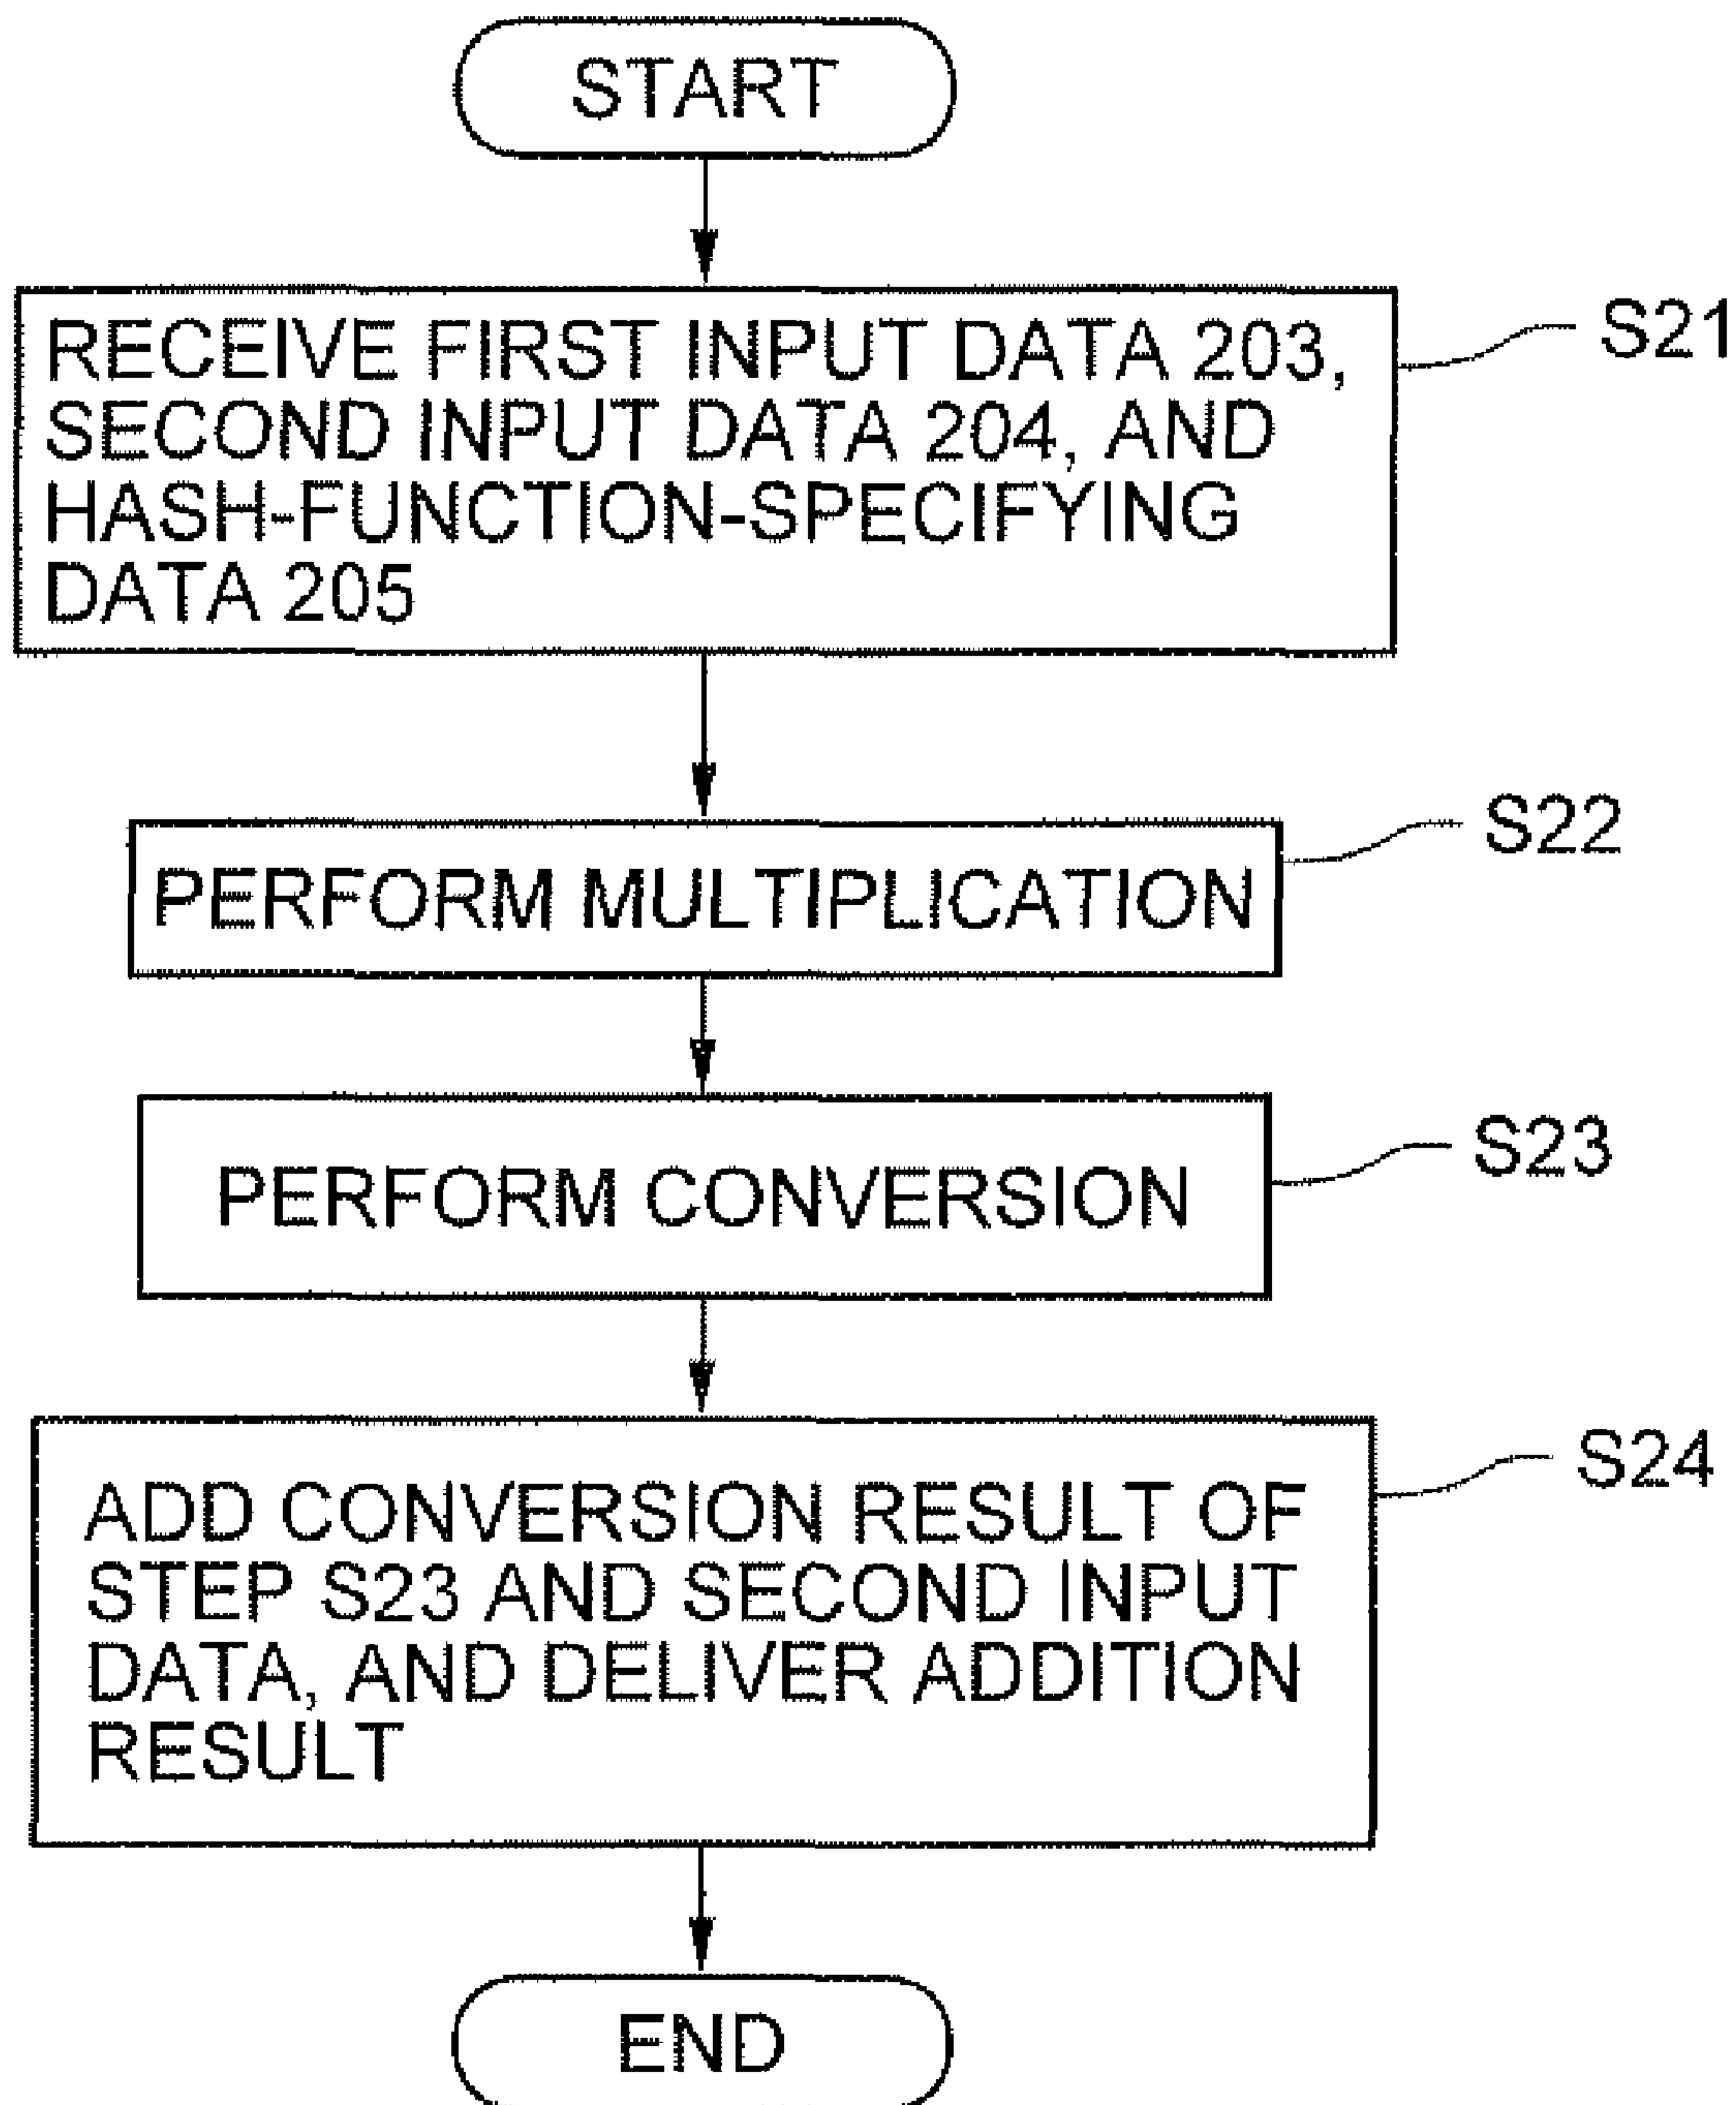 START
RECEIVE FIRST INPUT DATA 203,
SECOND INPUT DATA 204, AND
HASH-FUNCTION-SPECIFYING
DATA 205
S21
PERFORM MULTIPLICATION
S22
PERFORM CONVERSION
S23
ADD CONVERSION RESULT OF
STEP S23 AND SECOND INPUT
DATA, AND DELIVER ADDITION
RESULT
S24
END